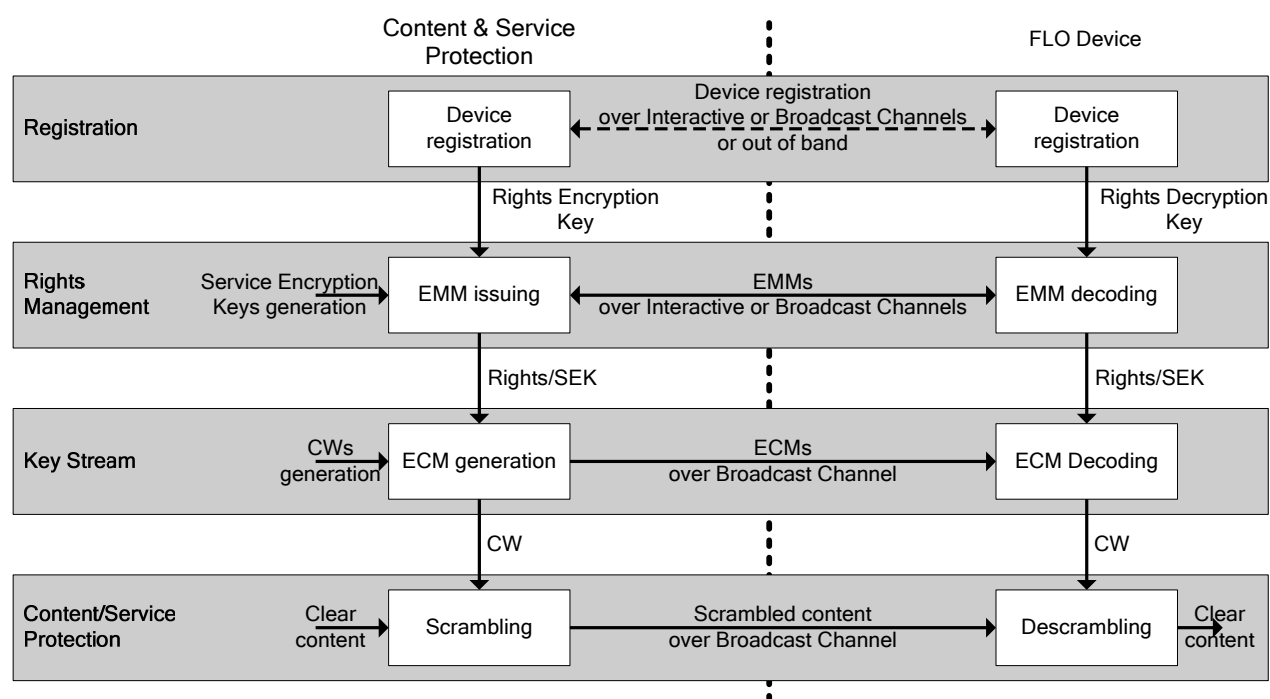 Content & Service
Protection
FLO Device
Registration
Device
registration
Device registration
over Interactive or Broadcast Channels
or out of band
Device
registration
Rights Encryption
Key
Rights Decryption
Key
Rights
Management
Service Encryption
Keys generation
EMM issuing
EMMs
over Interactive or Broadcast Channels
EMM decoding
Rights/SEK
Rights/SEK
Key Stream
CWs
generation
ECM generation
ECMs
over Broadcast Channel
ECM Decoding
CW
CW
Content/Service
Protection
Clear
content
Scrambling
Scrambled content
over Broadcast Channel
Descrambling
Clear
content